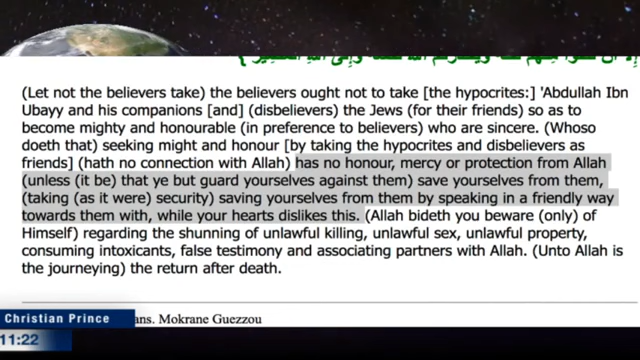 (Let not the believers take) the believers ought not to take [the hypocrites:] 'Abdullah Ibn
Ubayy and his companions [and] (disbelievers) the Jews (for their friends) so as to
become mighty and honourable (in preference to believers) who are sincere. (Whoso
doeth that) seeking might and honour [by taking the hypocrites and disbelievers as
friends] (hath no connection with Allah) has no honour, mercy or protection from Allah
(unless (it be) that ye but guard yourselves against them) save yourselves from them,
(taking (as it were) security) saving yourselves from them by speaking in a friendly way
towards them with, while your hearts dislikes this. (Allah bideth you beware (only) of
Himself) regarding the shunning of unlawful killing, unlawful sex, unlawful property,
consuming intoxicants, false testimony and associating partners with Allah. (Unto Allah is
the journeying) the return after death.
Christian Prince ans. Mokrane Guezzou
11:22